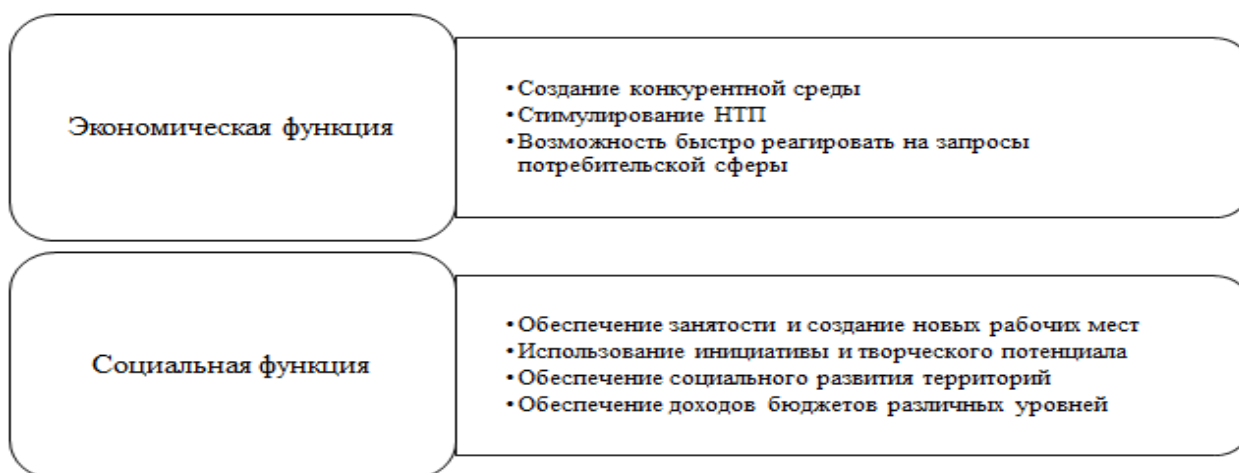 Экономическая функция
•Создание конкурентной среды
•Стимулирование НТП
•Возможность быстро реагировать на запросы
потребительской сферы
Социальная функция
•Обеспечение занятости и создание новых рабочих мест
•Использование инициативы и творческого потенциала
•Обеспечение социального развития территорий
•Обеспечение доходов бюджетов различных уровней